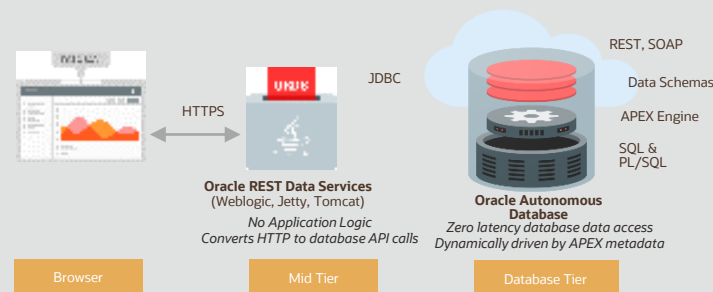 REST, SOAP
JDBC
Data Schemas
HTTPS
APEX Engine
SQL &
PL/SQL
Oracle REST Data Services
(Weblogic, Jetty, Tomcat)
No Application Logic
Converts HTTP to database API calls
Oracle Autonomous
Database
Zero latency database data access
Dynamically driven by APEX metadata
Browser
Mid Tier
Database Tier